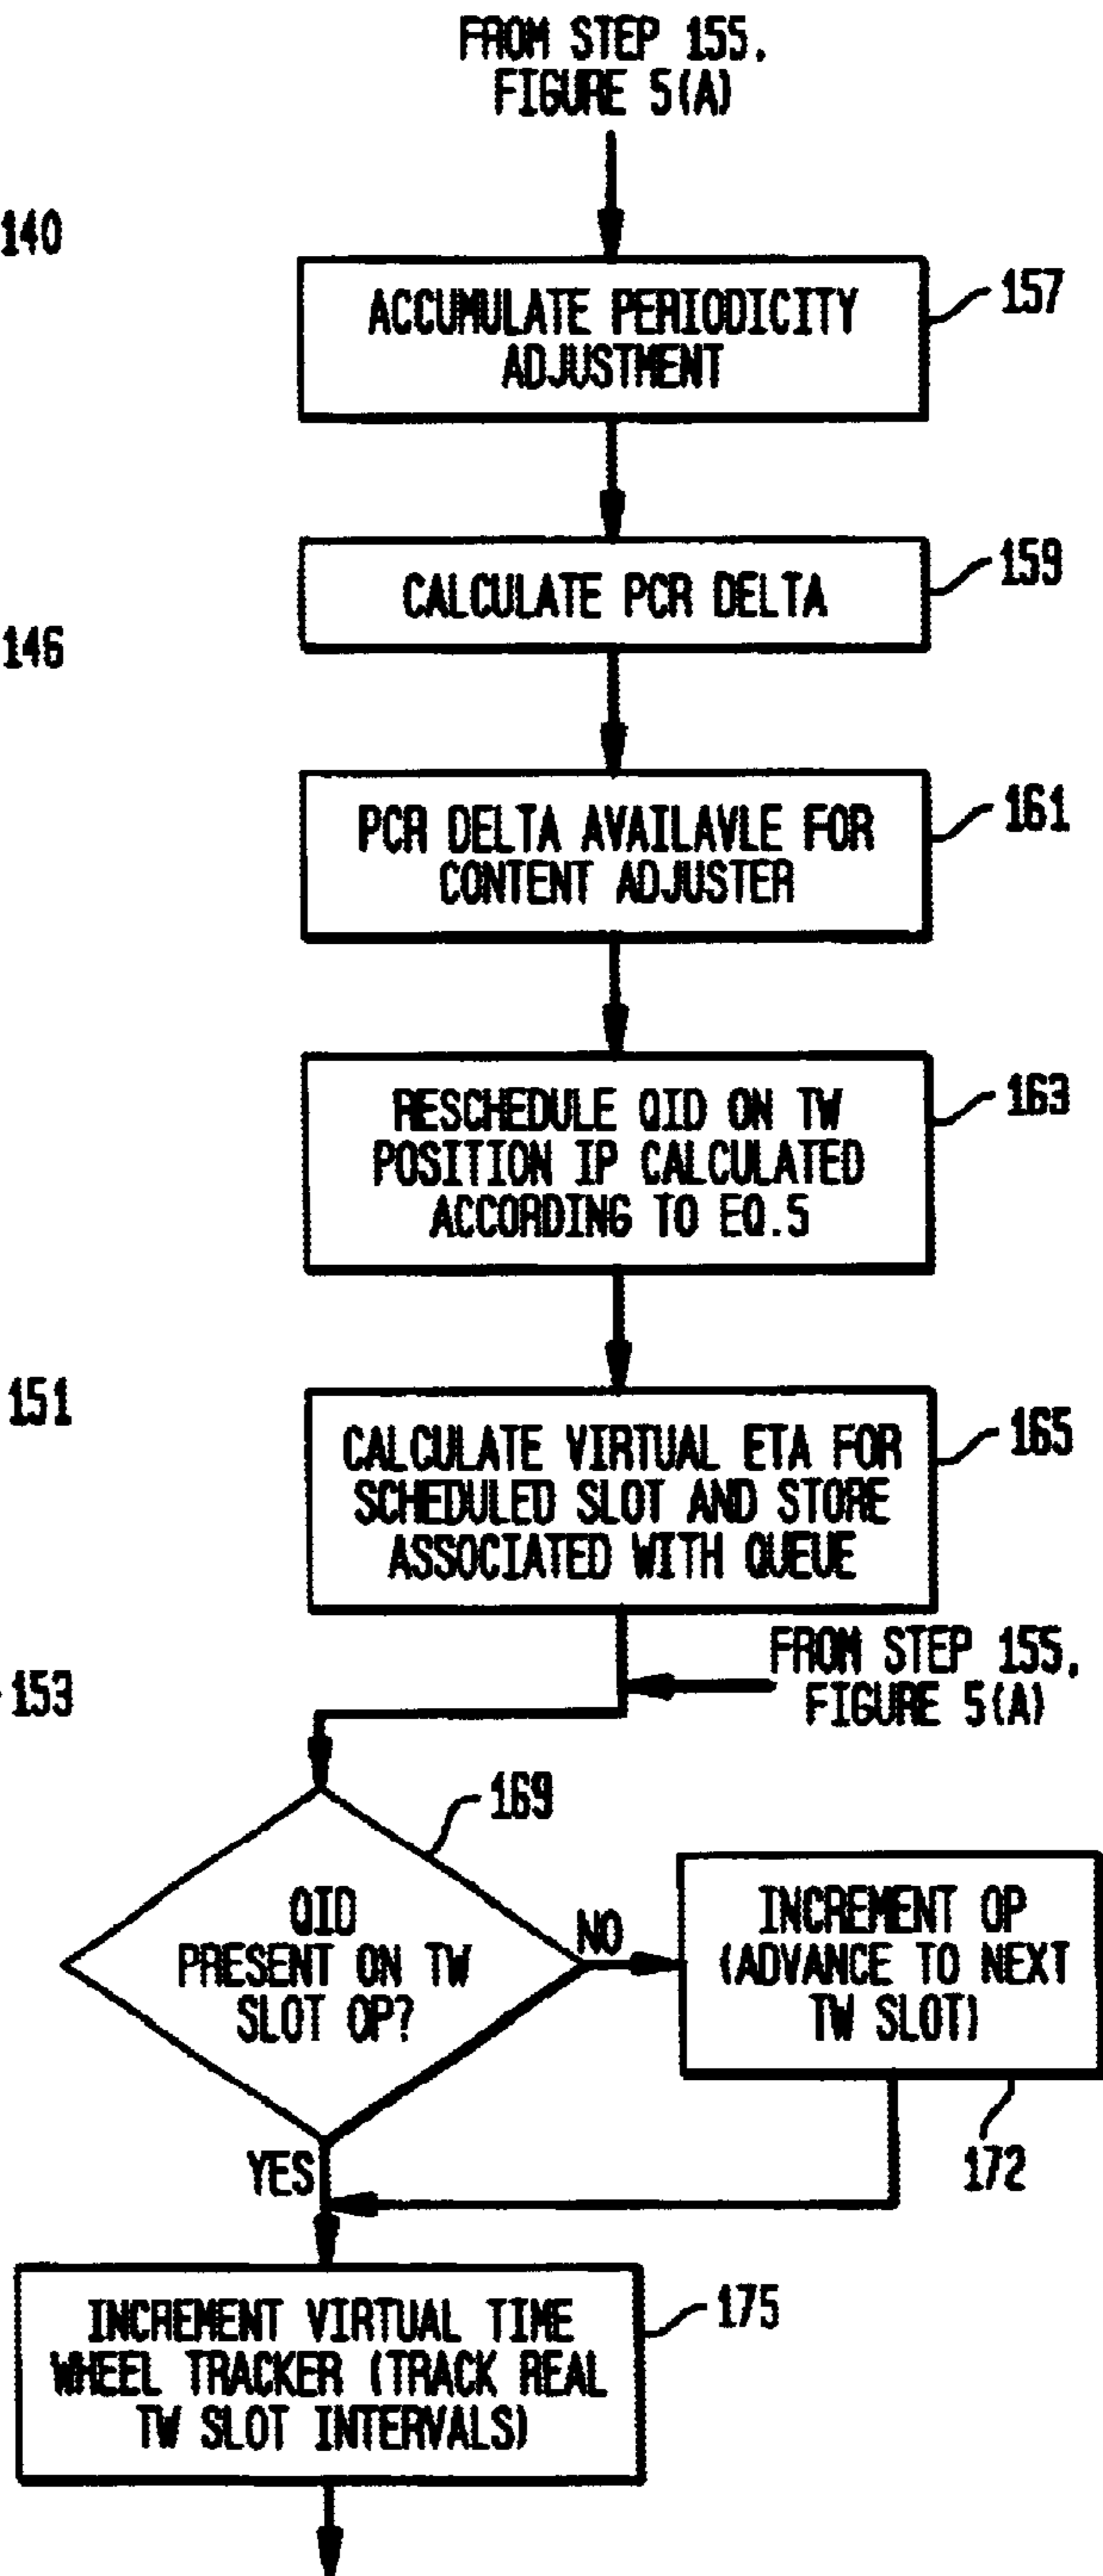 FROM STEP 155,
FIGURE 5(A)
140
ACCUMULATE PERIODICITY
ADJUSTMENT
157
CALCULATE PCR DELTA
159
146
PCR DELTA AVAILAVLE FOR
CONTENT ADJUSTER
161
RESCHEDULE QID ON TW
POSITION IP CALCULATED
ACCORDING TO EQ.5
163
151
CALCULATE VIRTUAL ETA FOR
SCHEDULED SLOT AND STORE
ASSOCIATED WITH QUEUE
165
FROM STEP 155,
FIGURE 5(A)
153
169
QID
PRESENT ON TW
SLOT OP?
NO
INCREMENT OP
(ADVANCE TO NEXT
TW SLOT)
172
YES
INCREMENT VIRTUAL TIME
WHEEL TRACKER (TRACK REAL
TW SLOT INTERVALS)
175